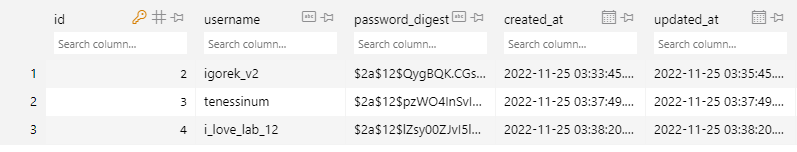 id username password_digest created_at updated_at
Search column... Search column... Search column... Search column... Search column...
1 2 igorek_v2 $2a$12$QygBQK.CGs... 2022-11-25 03:33:45.... 2022-11-25 03:35:45....
2 3 tenessinum $2a$12$pzWO4InSvI... 2022-11-25 03:37:49.... 2022-11-25 03:37:49....
3 4 i_love_lab_12 $2a$12$lZsy00ZJvI5l... 2022-11-25 03:38:20.... 2022-11-25 03:38:20....